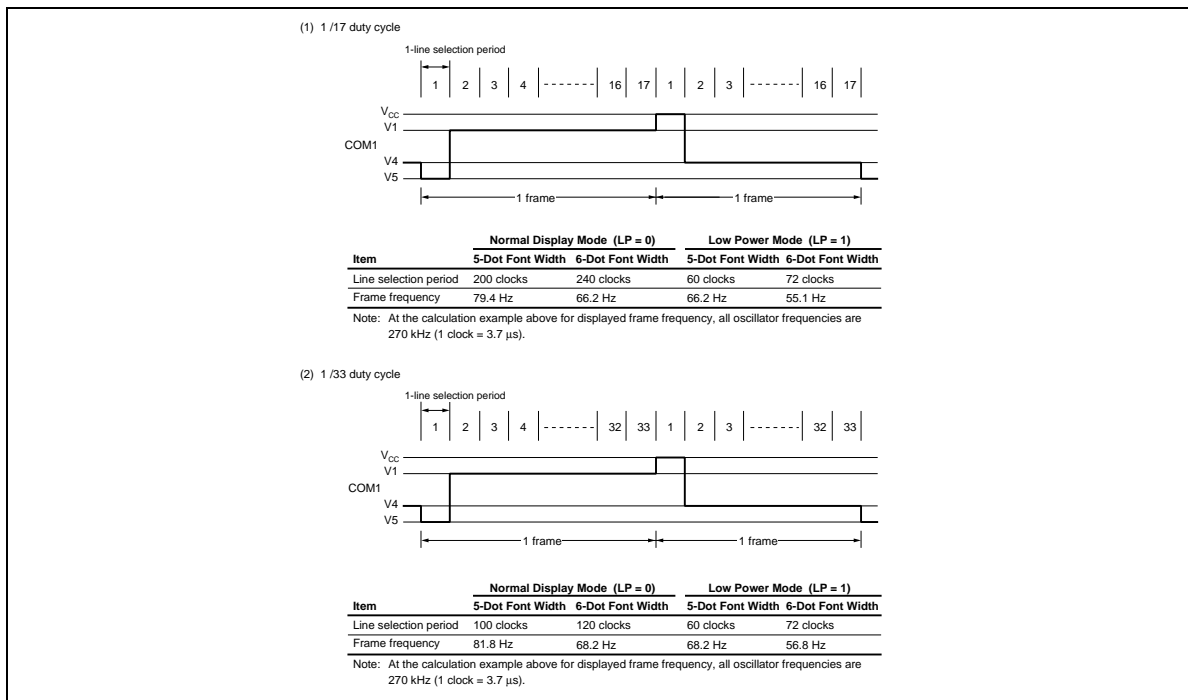 (1) 1 /17 duty cycle
1-line selection period
1 2 3 4 16 17 1 2 3 16 17
VCC
V1
COM1
V4
V5
1 frame 1 frame
Normal Display Mode (LP = 0) Low Power Mode (LP = 1)
Item 5-Dot Font Width 6-Dot Font Width 5-Dot Font Width 6-Dot Font Width
Line selection period 200 clocks 240 clocks 60 clocks 72 clocks
Frame frequency 79.4 Hz 66.2 Hz 66.2 Hz 55.1 Hz
Note: At the calculation example above for displayed frame frequency, all oscillator frequencies are
270 kHz (1 clock = 3.7 μs).
(2) 1 /33 duty cycle
1-line selection period
1 2 3 4 32 33 1 2 3 32 33
VCC
V1
COM1
V4
V5
1 frame 1 frame
Normal Display Mode (LP = 0) Low Power Mode (LP = 1)
Item 5-Dot Font Width 6-Dot Font Width 5-Dot Font Width 6-Dot Font Width
Line selection period 100 clocks 120 clocks 60 clocks 72 clocks
Frame frequency 81.8 Hz 68.2 Hz 68.2 Hz 56.8 Hz
Note: At the calculation example above for displayed frame frequency, all oscillator frequencies are
270 kHz (1 clock = 3.7 μs).